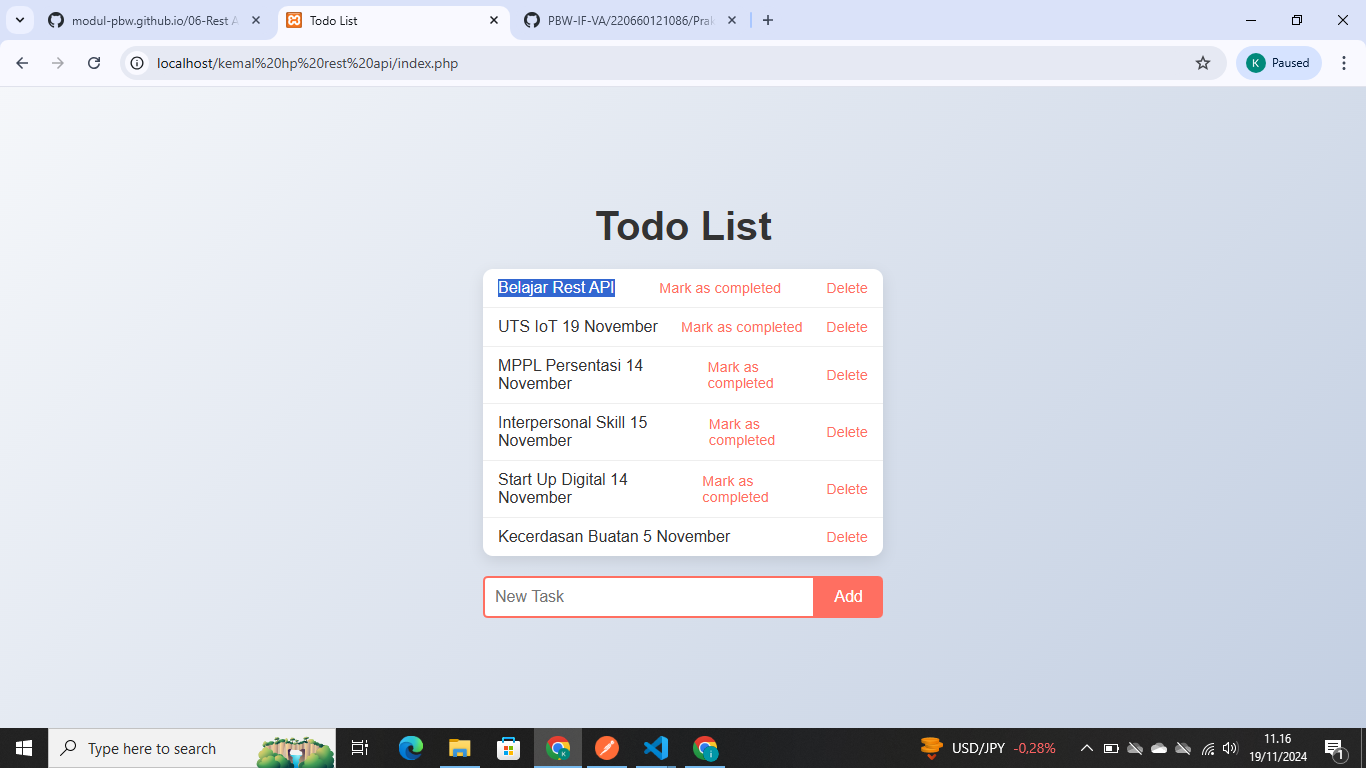 modul-pbw.github.io/06-Rest A
Todo List
PBW-IF-VA/220660121086/Prak
localhost/kemal%20hp%20rest%20api/index.php
K
Paused
Todo List
Belajar Rest API Mark as completed Delete
UTS IoT 19 November Mark as completed Delete
MPPL Persentasi 14
November
Mark as
completed
Delete
Interpersonal Skill 15
November
Mark as
completed
Delete
Start Up Digital 14
November
Mark as
completed
Delete
Kecerdasan Buatan 5 November Delete
New Task Add
Type here to search
USD/JPY -0,28%
11.16
19/11/2024
1